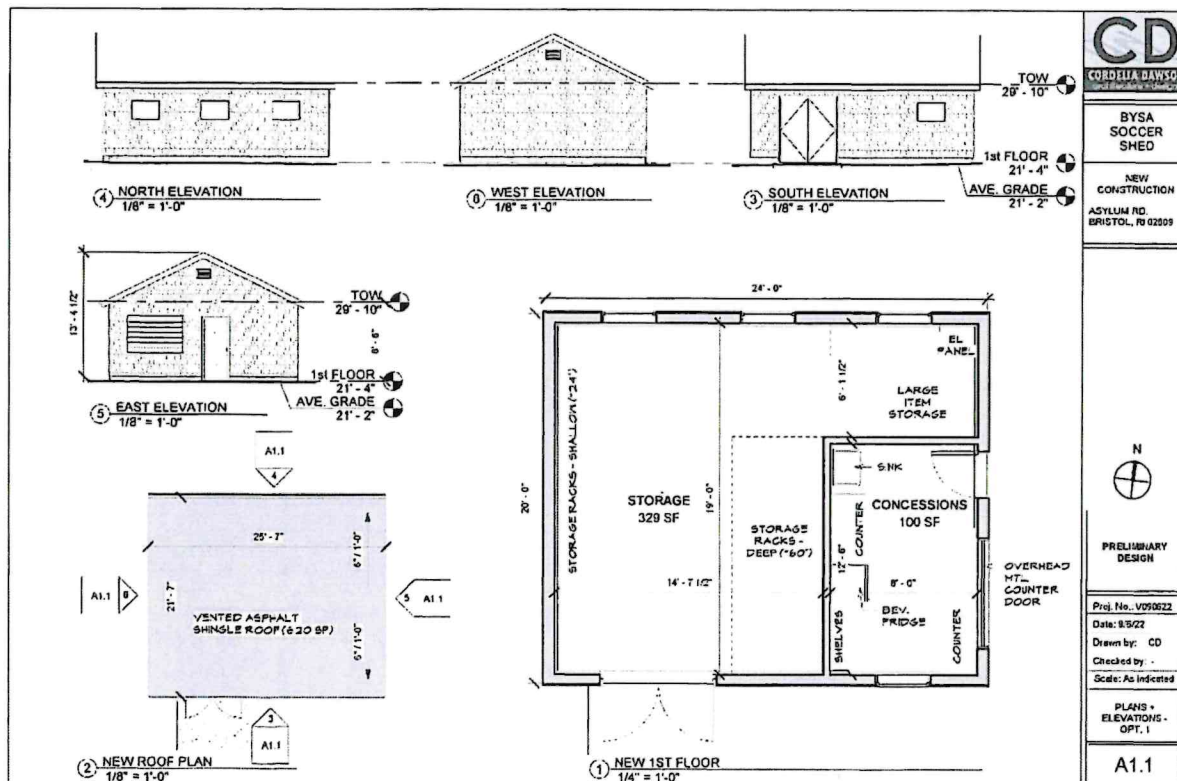 TOW
29' - 10"
1st FLOOR
21' - 4"
AVE. GRADE
21' - 2"
4 NORTH ELEVATION
1/8" = 1'-0"
6 WEST ELEVATION
1/8" = 1'-0"
3 SOUTH ELEVATION
1/8" = 1'-0"
13' - 4 1/2"
TOW
29' - 10"
8' - 6"
1st FLOOR
21' - 4"
AVE. GRADE
21' - 2"
5 EAST ELEVATION
1/8" = 1'-0"
A1.1
4
25' - 7"
21' - 7"
6" / 1'-0"
6" / 1'-0"
A1.1
6
5
A1.1
VENTED ASPHALT
SHINGLE ROOF (620 SF)
3
A1.1
2 NEW ROOF PLAN
1/8" = 1'-0"
24' - 0"
20' - 0"
STORAGE RACKS - SHALLOW (~24")
EL
PANEL
6' - 1 1/2"
LARGE
ITEM
STORAGE
STORAGE
329 SF
19' - 0"
STORAGE
RACKS -
DEEP (~60")
SINK
CONCESSIONS
100 SF
COUNTER
12' - 6"
14' - 7 1/2"
8' - 0"
BEV.
FRIDGE
SHELVES
COUNTER
OVERHEAD
MTL
COUNTER
DOOR
1 NEW 1ST FLOOR
1/4" = 1'-0"
CD
CORDELIA DAWSO
architecture + design
BYSA
SOCCER
SHED
NEW
CONSTRUCTION
ASYLUM RD.
BRISTOL, RI 02809
N
PRELIMINARY
DESIGN
Proj. No.: V090622
Date: 9/6/22
Drawn by: CD
Checked by: -
Scale: As indicated
PLANS +
ELEVATIONS -
OPT. 1
A1.1